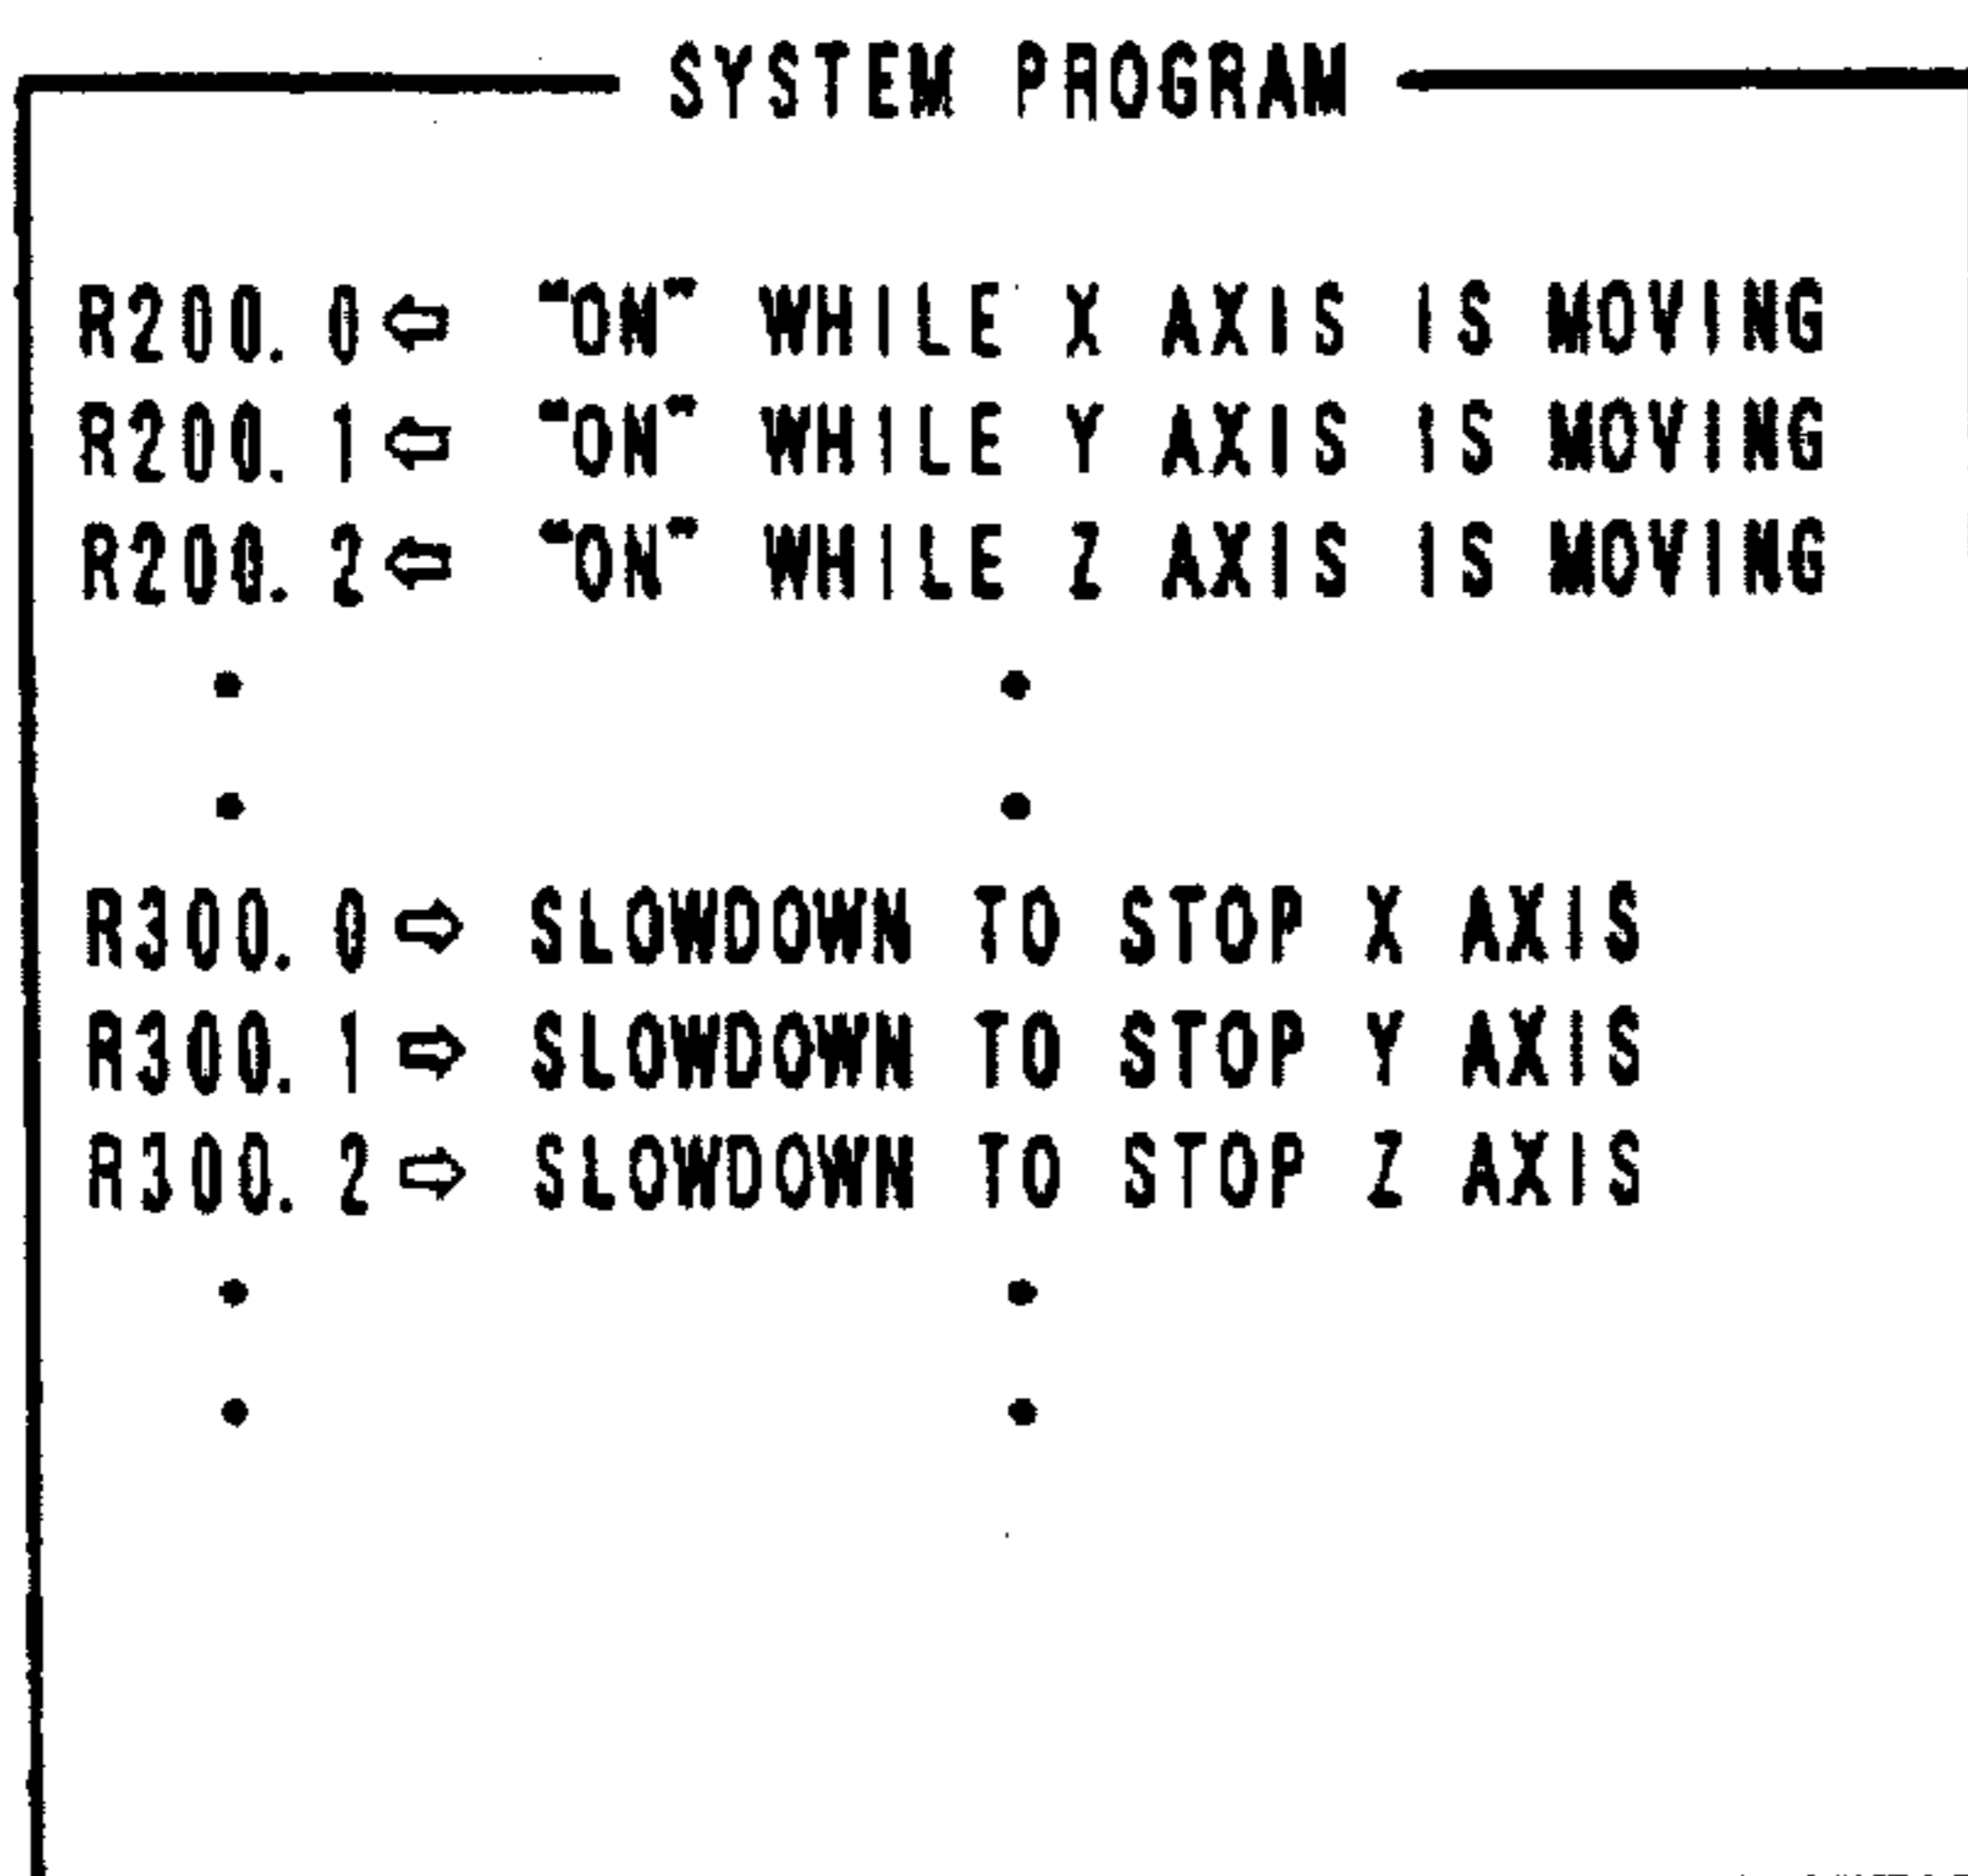 SYSTEM PROGRAM
R200. 0⇦ "ON" WHILE X AXIS IS MOVING
R200. 1⇦ "ON" WHILE Y AXIS IS MOVING
R200. 2⇦ "ON" WHILE Z AXIS IS MOVING
R300. 0⇨ SLOWDOWN TO STOP X AXIS
R300. 1⇨ SLOWDOWN TO STOP Y AXIS
R300. 2⇨ SLOWDOWN TO STOP Z AXIS